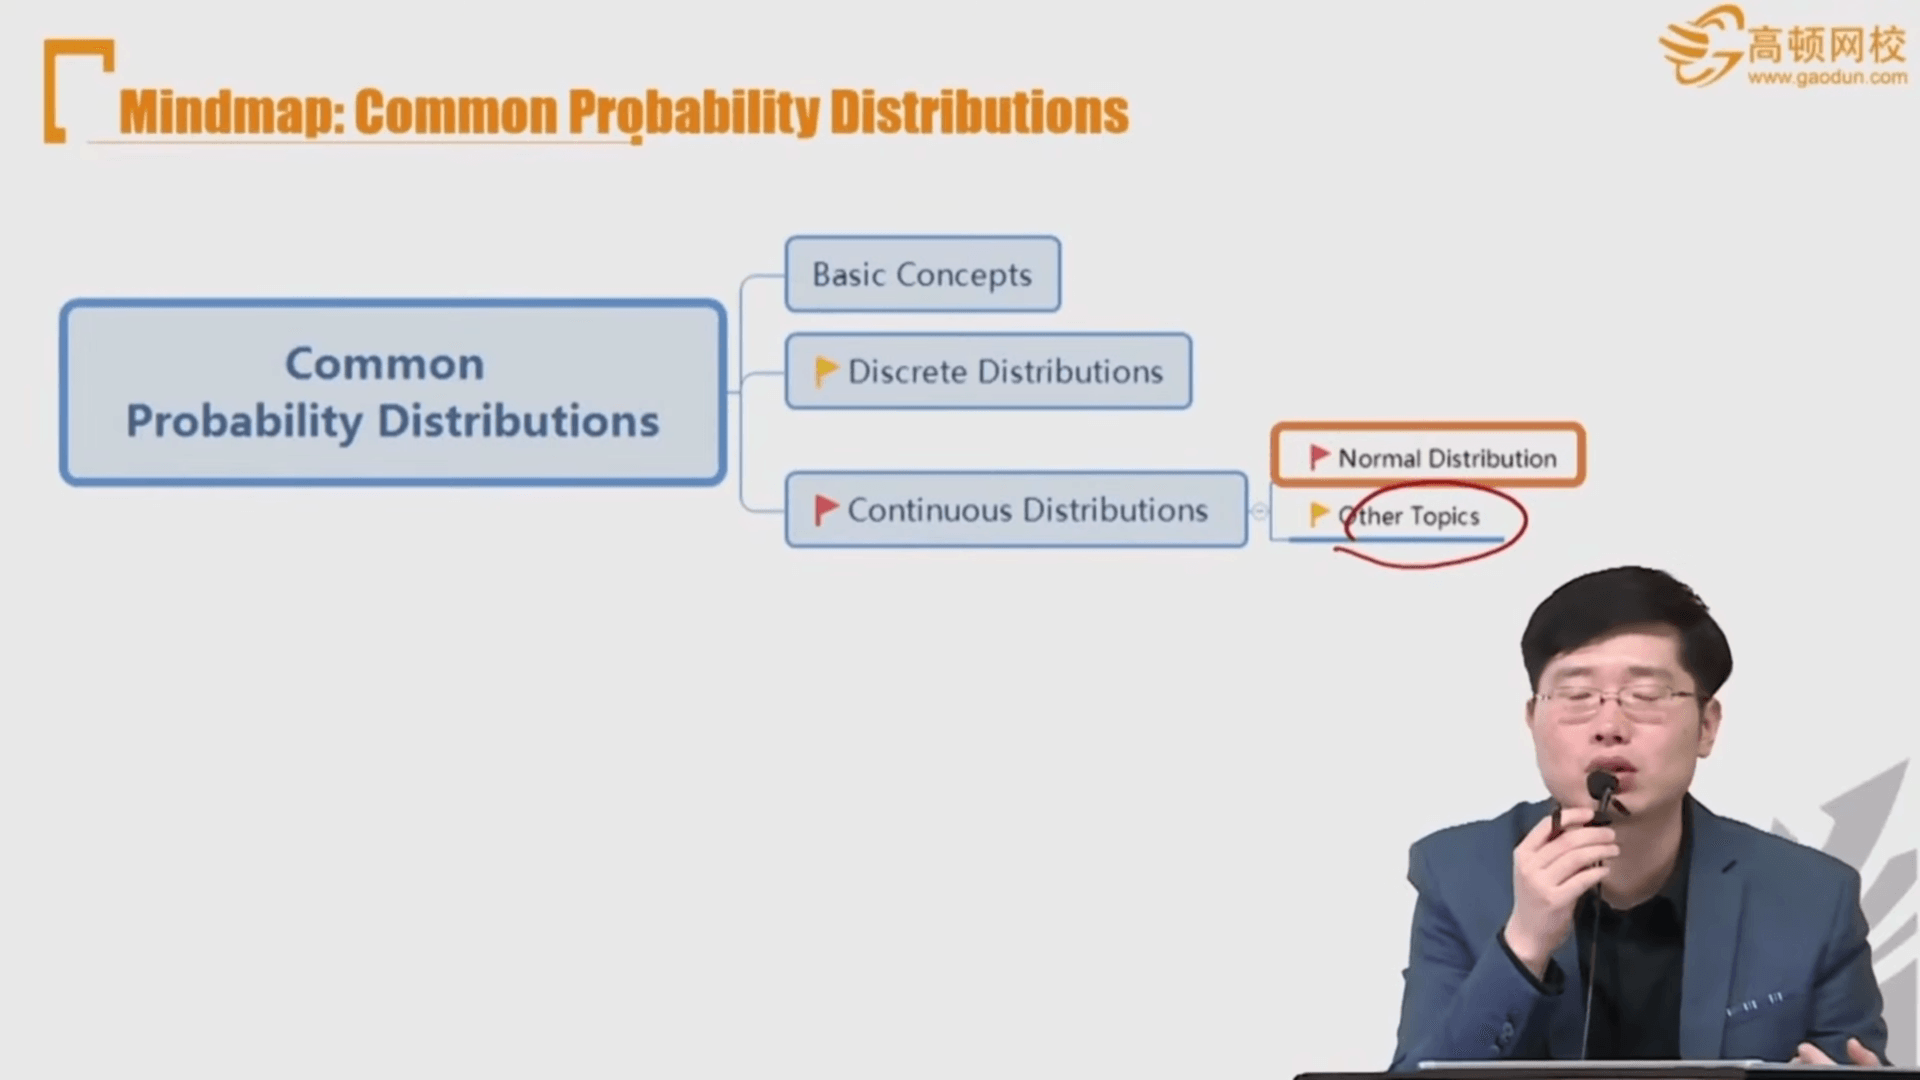 高顿网校
www.gaodun.com
Mindmap: Common Probability Distributions
Common
Probability Distributions
Basic Concepts
Discrete Distributions
Continuous Distributions
Normal Distribution
Other Topics